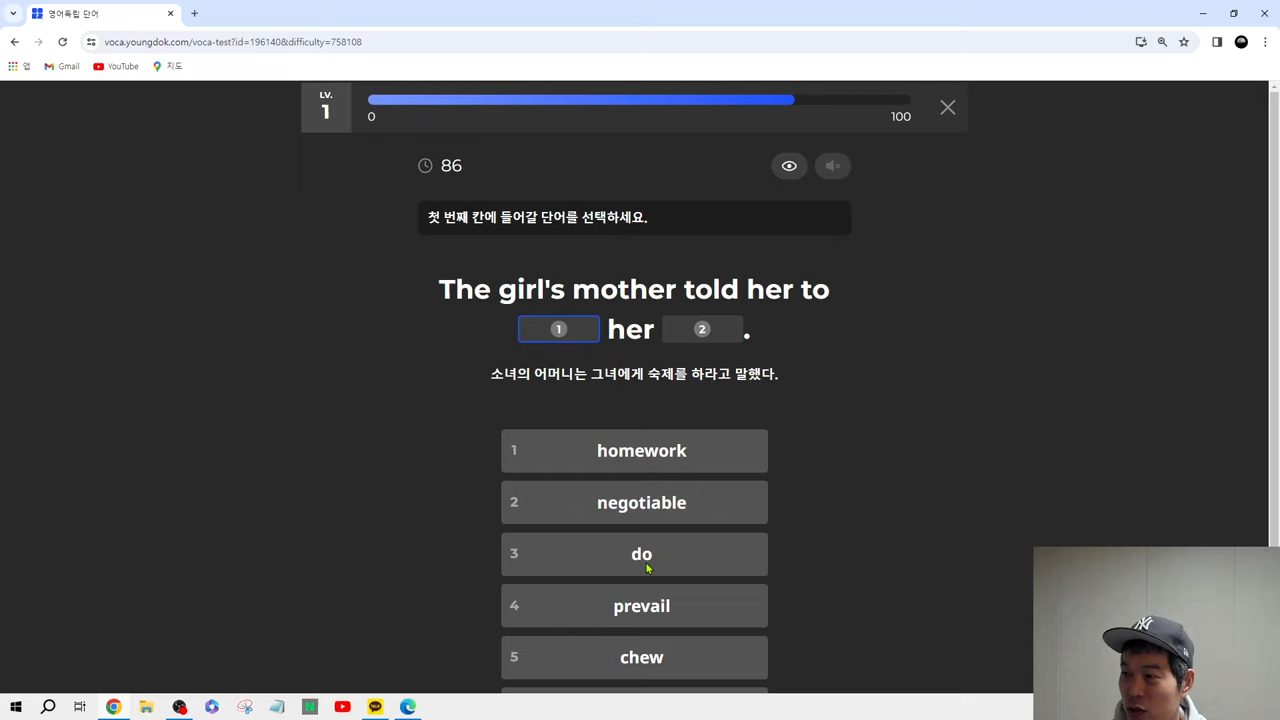 영어독립 단어
voca.youngdok.com/voca-test?id=196140&difficulty=758108
앱 Gmail YouTube 지도
LV.
1
0 100
86
첫 번째 칸에 들어갈 단어를 선택하세요.
The girl's mother told her to
1 her 2 .
소녀의 어머니는 그녀에게 숙제를 하라고 말했다.
1 homework
2 negotiable
3 do
4 prevail
5 chew